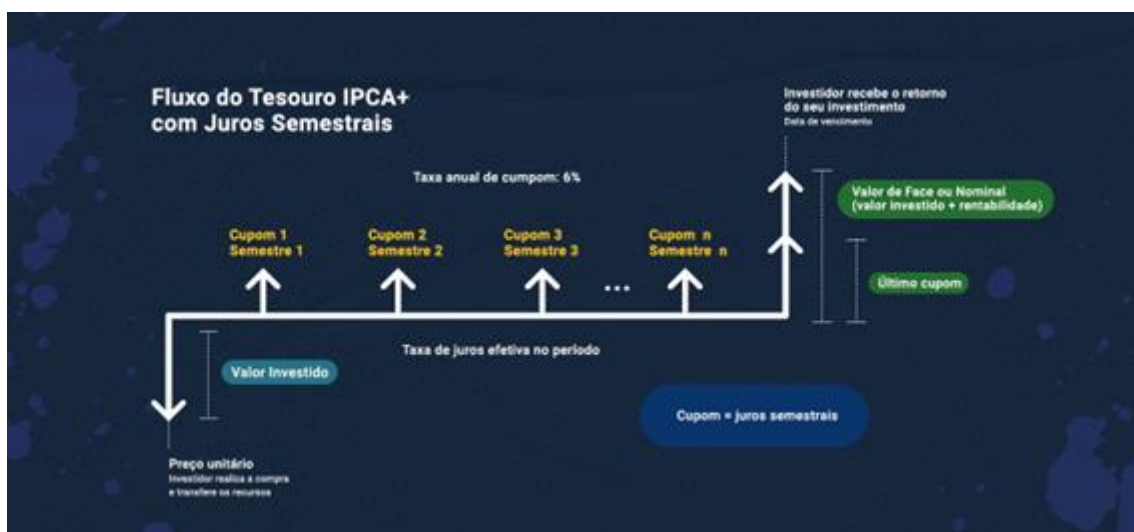 Fluxo do Tesouro IPCA+
com Juros Semestrais
Investidor recebe o retorno
do seu investimento
Data de vencimento
Taxa anual de cumpom: 6%
Valor de Face ou Nominal
(valor investido + rentabilidade)
Cupom 1
Semestre 1
Cupom 2
Semestre 2
Cupom 3
Semestre 3
...
Cupom n
Semestre n
Último cupom
Taxa de juros efetiva no período
Valor Investido
Cupom = juros semestrais
Preço unitário
Investidor realiza a compra
e transfere os recursos